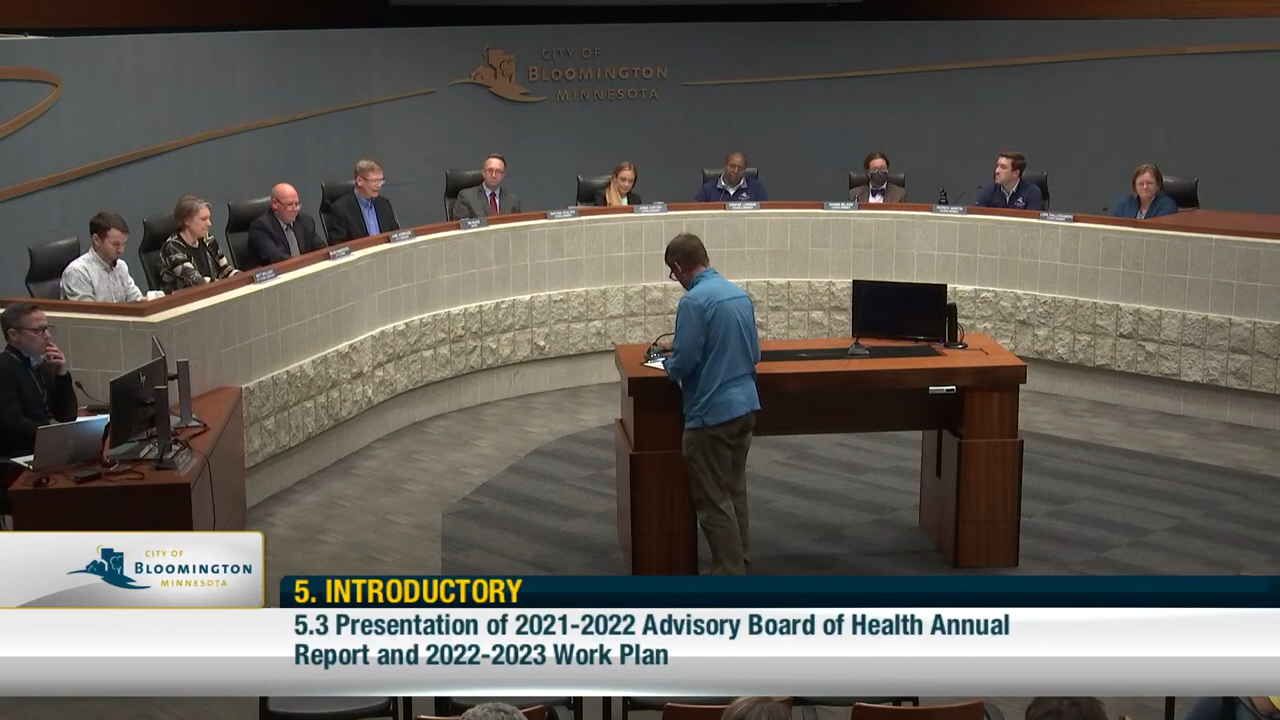 CITY OF
BLOOMINGTON
MINNESOTA
CITY OF
BLOOMINGTON
MINNESOTA
5. INTRODUCTORY
5.3 Presentation of 2021-2022 Advisory Board of Health Annual
Report and 2022-2023 Work Plan